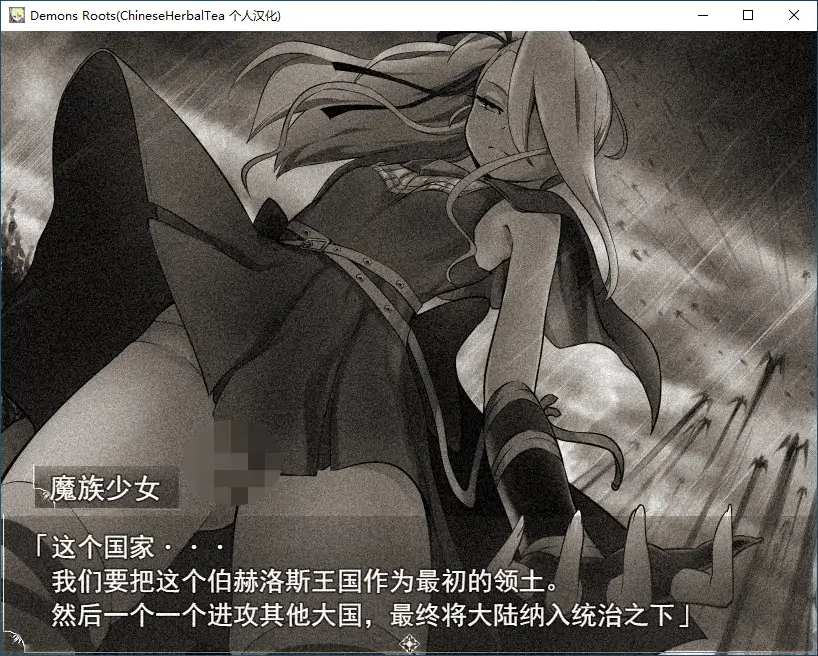 Demons Roots(ChineseHerbalTea 个人汉化)
魔族少女
「这个国家・・・
我们要把这个伯赫洛斯王国作为最初的领土。
然后一个一个进攻其他大国，最终将大陆纳入统治之下」